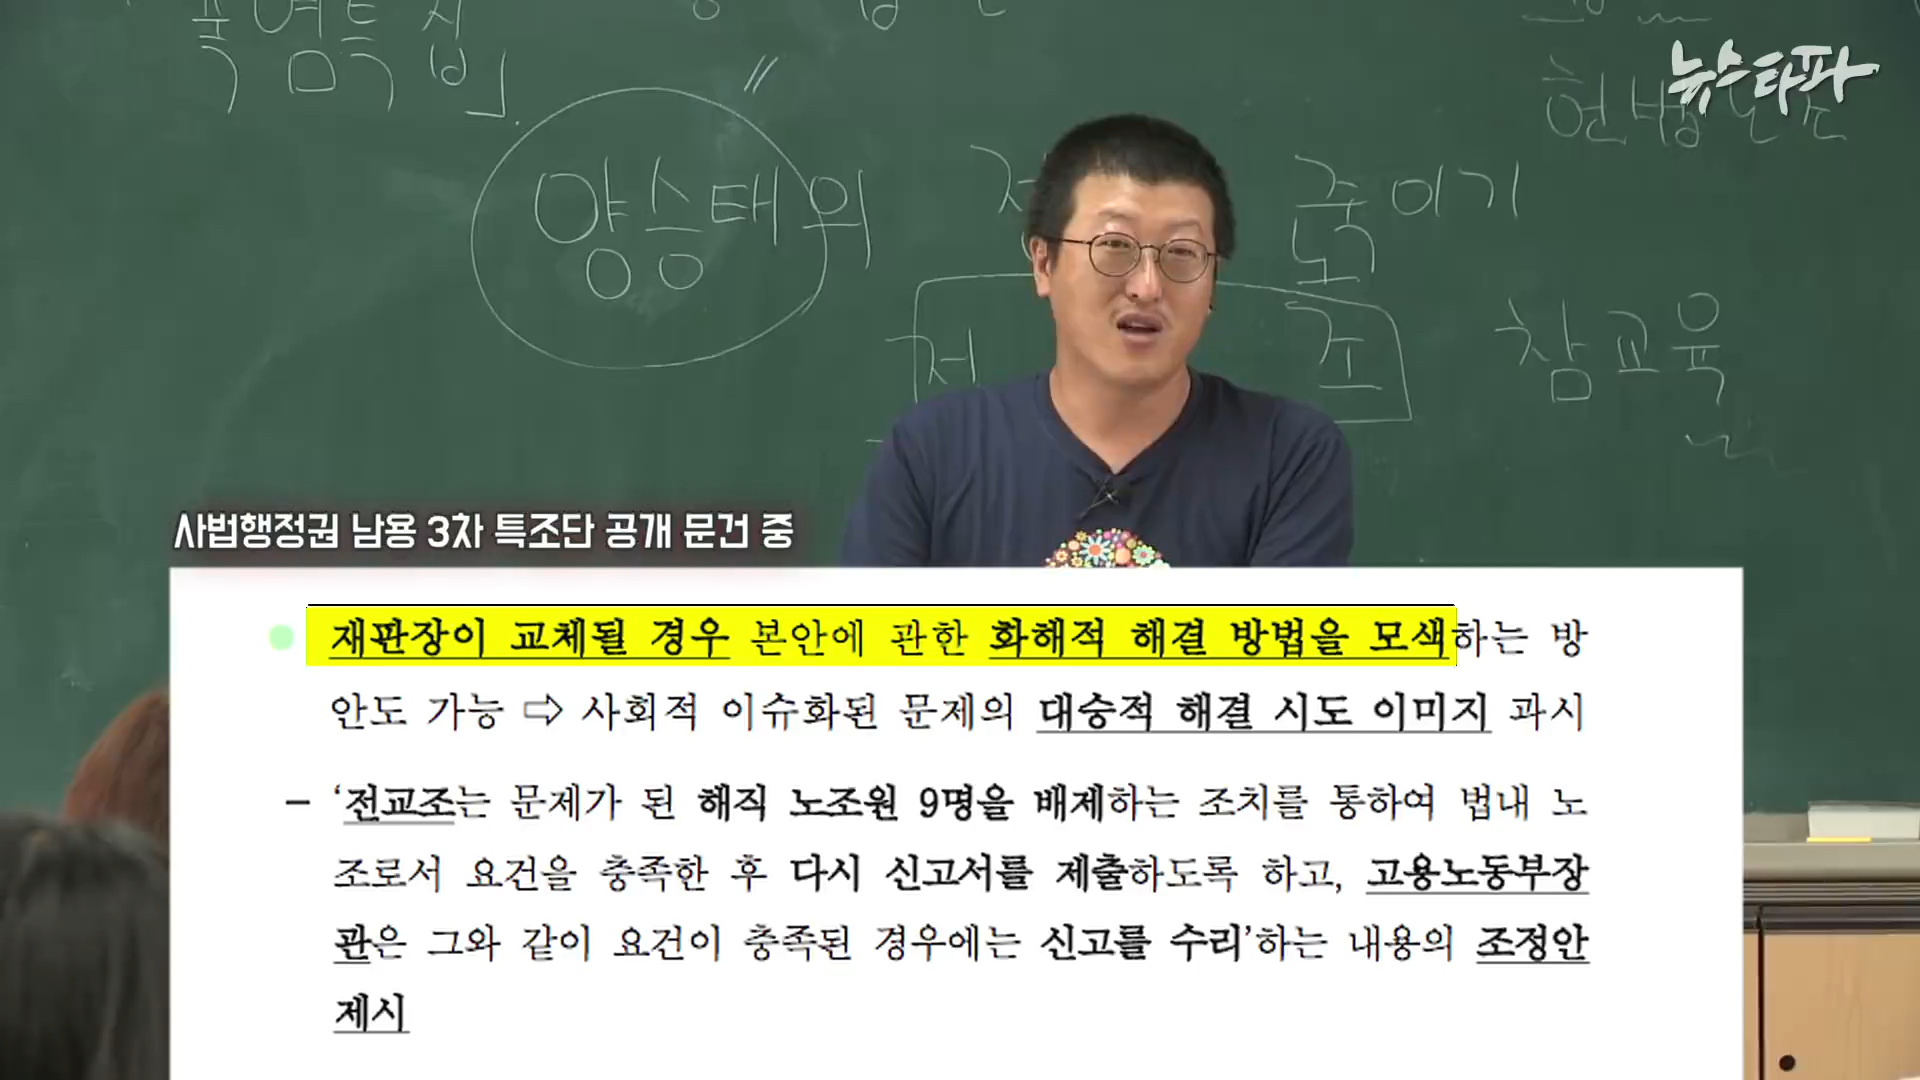 뉴스타파
양승태의 죽이기
참교육
사법행정권 남용 3차 특조단 공개 문건 중
재판장이 교체될 경우 본안에 관한 화해적 해결 방법을 모색하는 방
안도 가능 ⇨ 사회적 이슈화된 문제의 대승적 해결 시도 이미지 과시
- ‘전교조는 문제가 된 해직 노조원 9명을 배제하는 조치를 통하여 법내 노
조로서 요건을 충족한 후 다시 신고서를 제출하도록 하고, 고용노동부장
관은 그와 같이 요건이 충족된 경우에는 신고를 수리’하는 내용의 조정안
제시